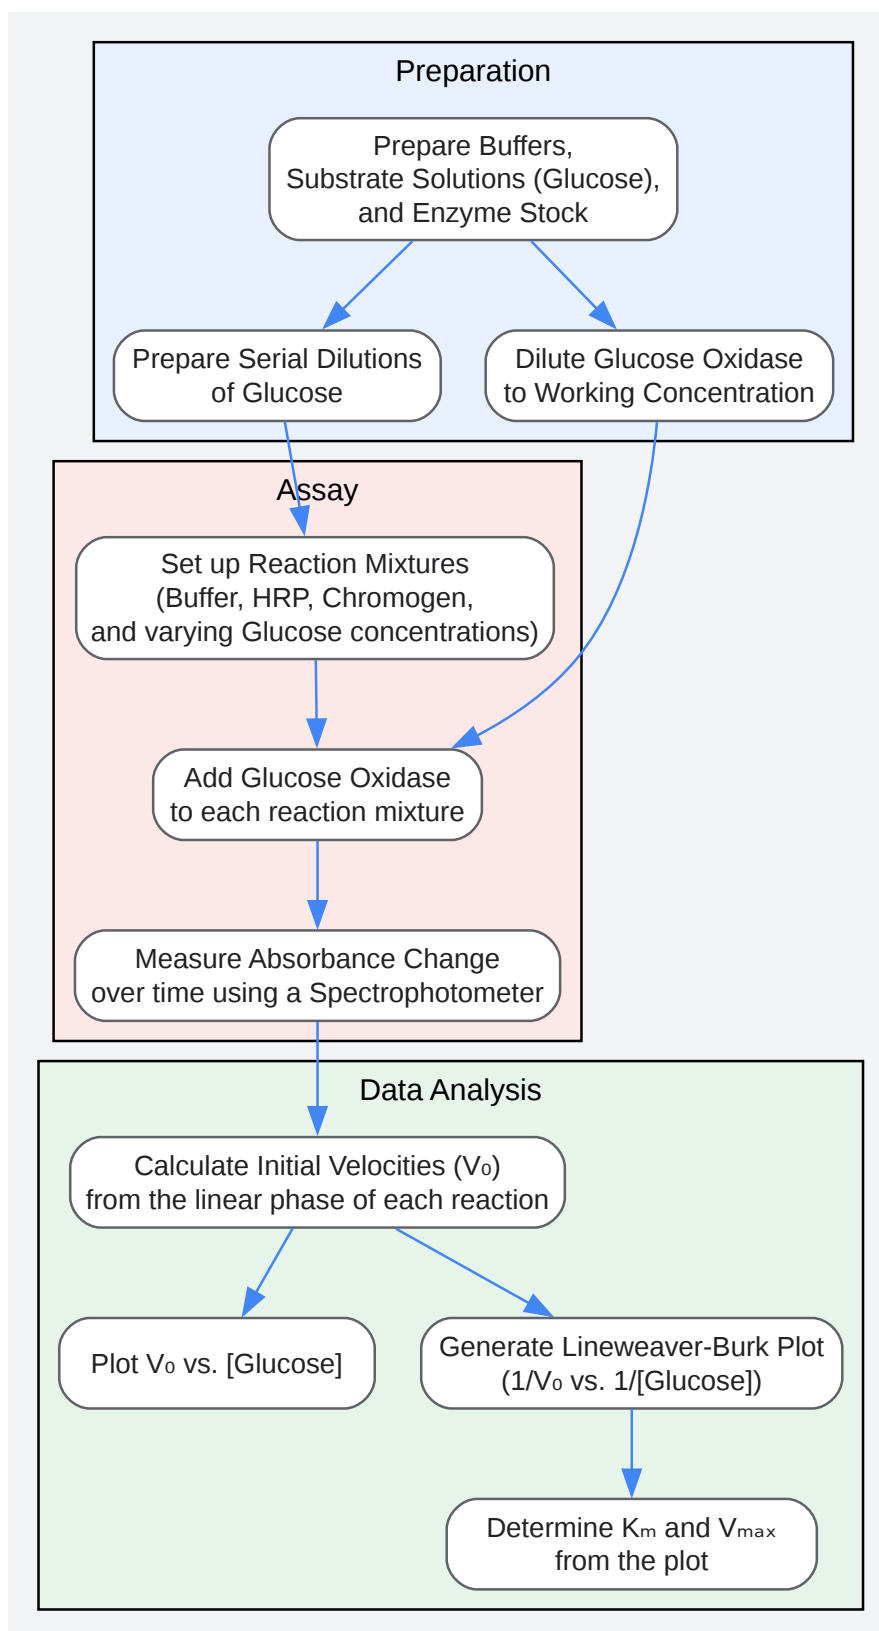 Preparation
Prepare Buffers,
Substrate Solutions (Glucose),
and Enzyme Stock
Prepare Serial Dilutions
of Glucose
Dilute Glucose Oxidase
to Working Concentration
Assay
Set up Reaction Mixtures
(Buffer, HRP, Chromogen,
and varying Glucose concentrations)
Add Glucose Oxidase
to each reaction mixture
Measure Absorbance Change
over time using a Spectrophotometer
Data Analysis
Calculate Initial Velocities (V₀)
from the linear phase of each reaction
Plot V₀ vs. [Glucose]
Generate Lineweaver-Burk Plot
(1/V₀ vs. 1/[Glucose])
Determine Kₘ and Vₘₐₓ
from the plot